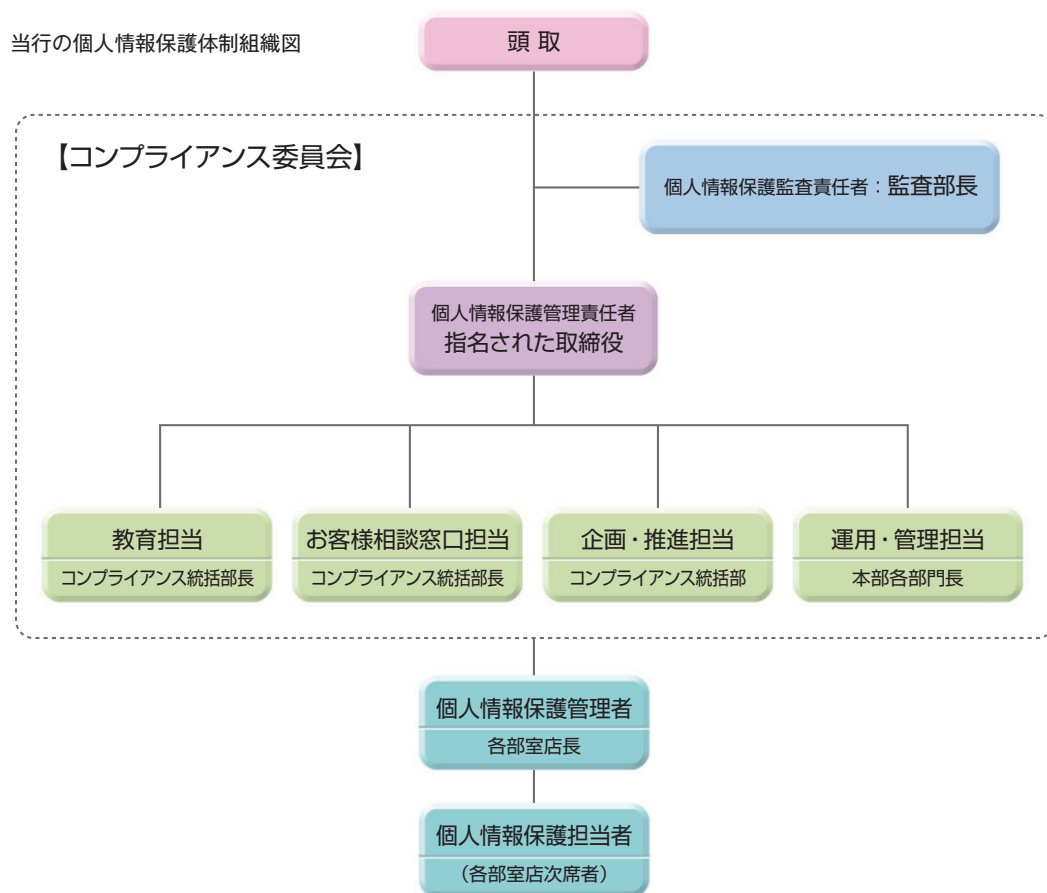 当行の個人情報保護体制組織図
頭 取
【コンプライアンス委員会】
個人情報保護監査責任者：監査部長
個人情報保護管理責任者
指名された取締役
教育担当
コンプライアンス統括部長
お客様相談窓口担当
コンプライアンス統括部長
企画・推進担当
コンプライアンス統括部
運用・管理担当
本部各部門長
個人情報保護管理者
各部室店長
個人情報保護担当者
（各部室店次席者）